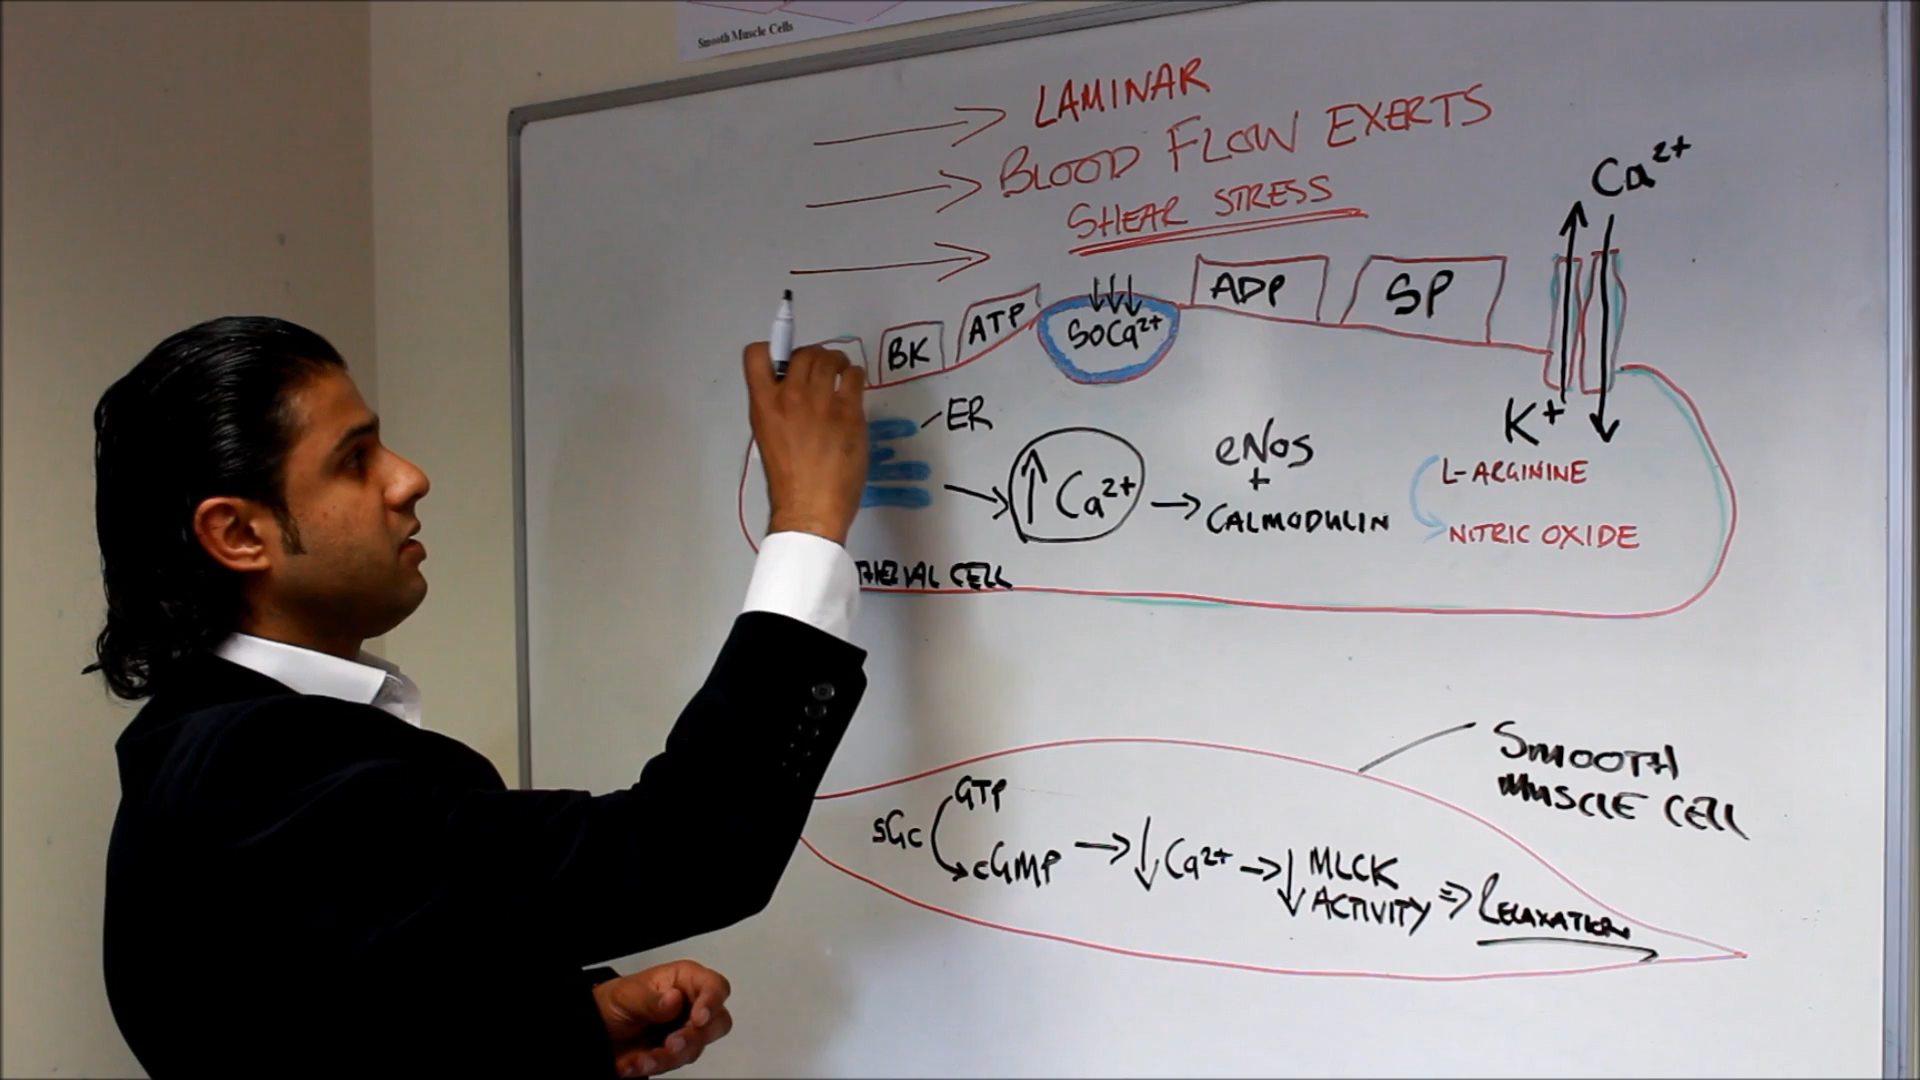 Smooth Muscle Cells
LAMINAR
BLOOD FLOW EXERTS
SHEAR STRESS
Ca²⁺
BK
ATP
SOCa²⁺
ADP
SP
K⁺
ER
↑ Ca²⁺
eNOS
+
CALMODULIN
L-ARGININE
NITRIC OXIDE
CELL
SMOOTH
MUSCLE CELL
GTP
sGc
cGMP → ↓ Ca²⁺ → ↓ MLCK
ACTIVITY ⇒ RELAXATION